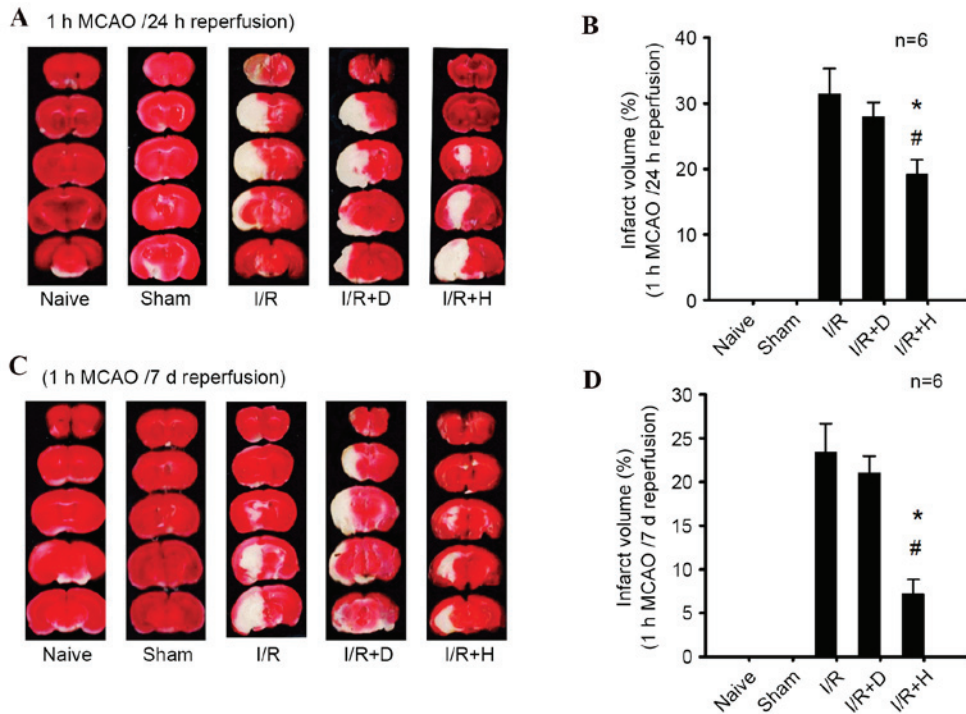 A
1 h MCAO /24 h reperfusion)
Naive
Sham
I/R
I/R+D
I/R+H
B
n=6
Infarct volume (%)
(1 h MCAO /24 h reperfusion)
40
30
20
10
0
*
#
Naive
Sham
I/R
I/R+D
I/R+H
C
(1 h MCAO /7 d reperfusion)
Naive
Sham
I/R
I/R+D
I/R+H
D
n=6
Infarct volume (%)
(1 h MCAO /7 d reperfusion)
30
25
20
15
10
5
0
*
#
Naive
Sham
I/R
I/R+D
I/R+H